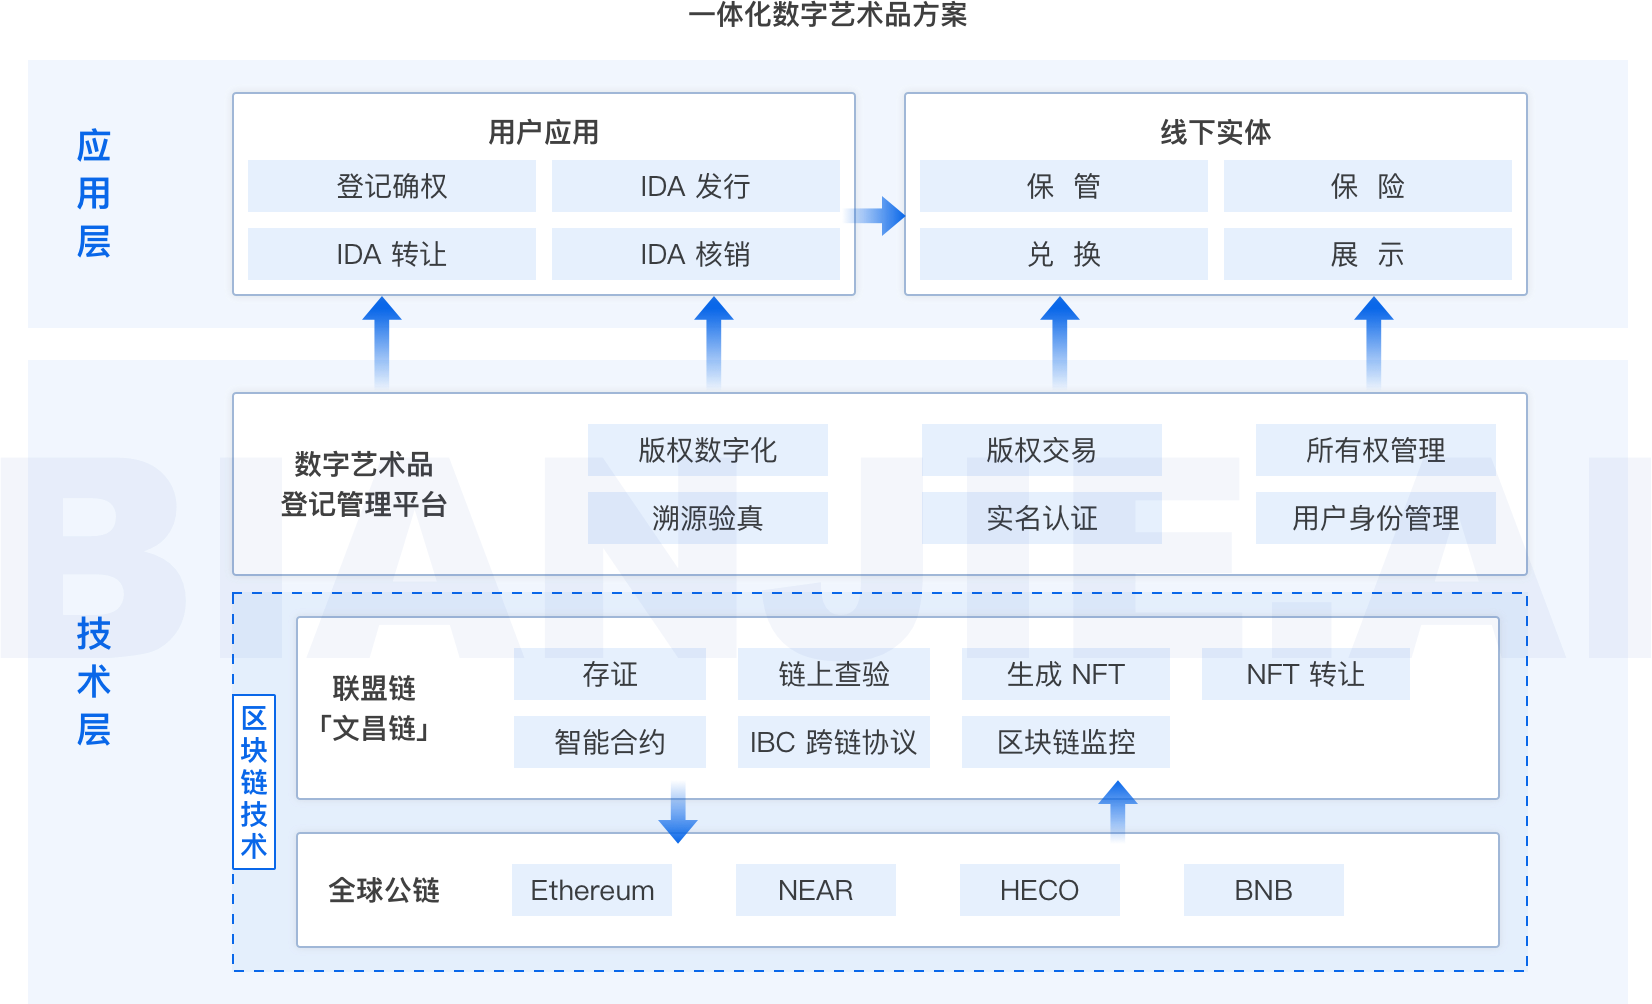 一体化数字艺术品方案
应用层
用户应用
登记确权
IDA 发行
IDA 转让
IDA 核销
线下实体
保 管
保 险
兑 换
展 示
技术层
数字艺术品
登记管理平台
版权数字化
版权交易
所有权管理
溯源验真
实名认证
用户身份管理
区块链技术
联盟链
「文昌链」
存证
链上查验
生成 NFT
NFT 转让
智能合约
IBC 跨链协议
区块链监控
全球公链
Ethereum
NEAR
HECO
BNB
BIANJIE.AI